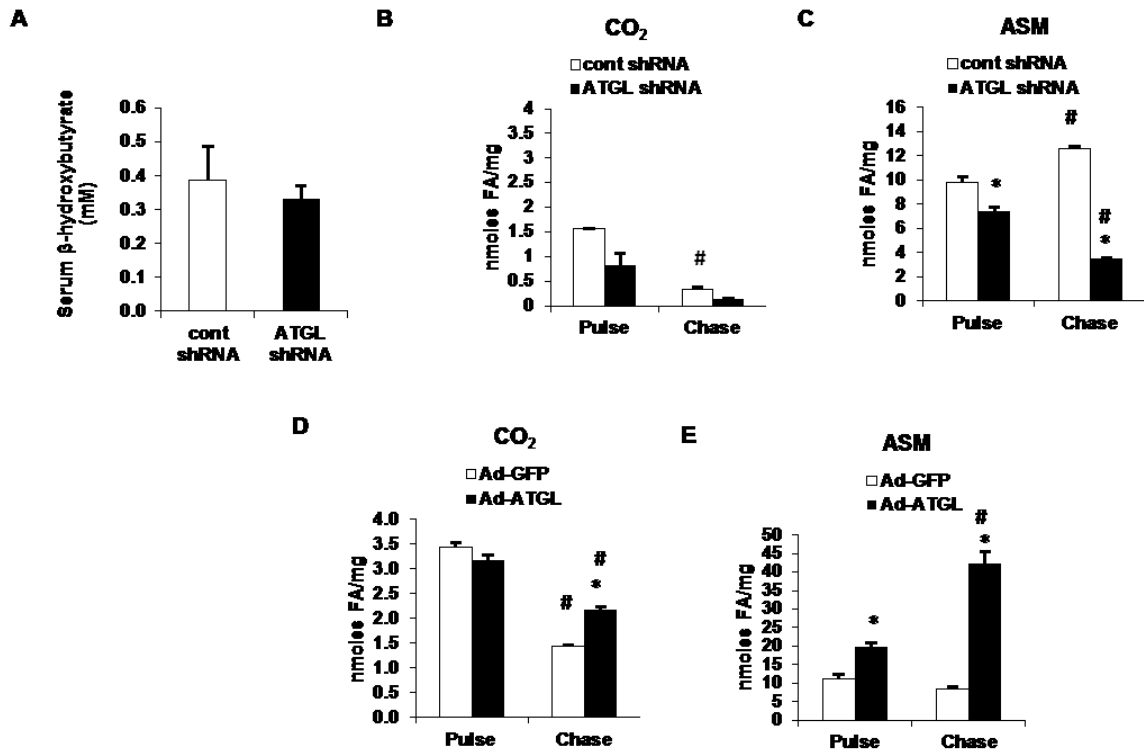 A
Serum β-hydroxybutyrate
(mM)
0.6
0.5
0.4
0.3
0.2
0.1
0.0
cont
shRNA
ATGL
shRNA
B
CO₂
cont shRNA
ATGL shRNA
nmoles FA/mg
4
3.5
3
2.5
2
1.5
1
0.5
0
#
Pulse
Chase
C
ASM
cont shRNA
ATGL shRNA
nmoles FA/mg
16
14
12
10
8
6
4
2
0
*
#
#
*
Pulse
Chase
D
CO₂
Ad-GFP
Ad-ATGL
nmoles FA/mg
4.0
3.5
3.0
2.5
2.0
1.5
1.0
0.5
0.0
#
#
*
Pulse
Chase
E
ASM
Ad-GFP
Ad-ATGL
nmoles FA/mg
50
45
40
35
30
25
20
15
10
5
0
*
#
*
Pulse
Chase